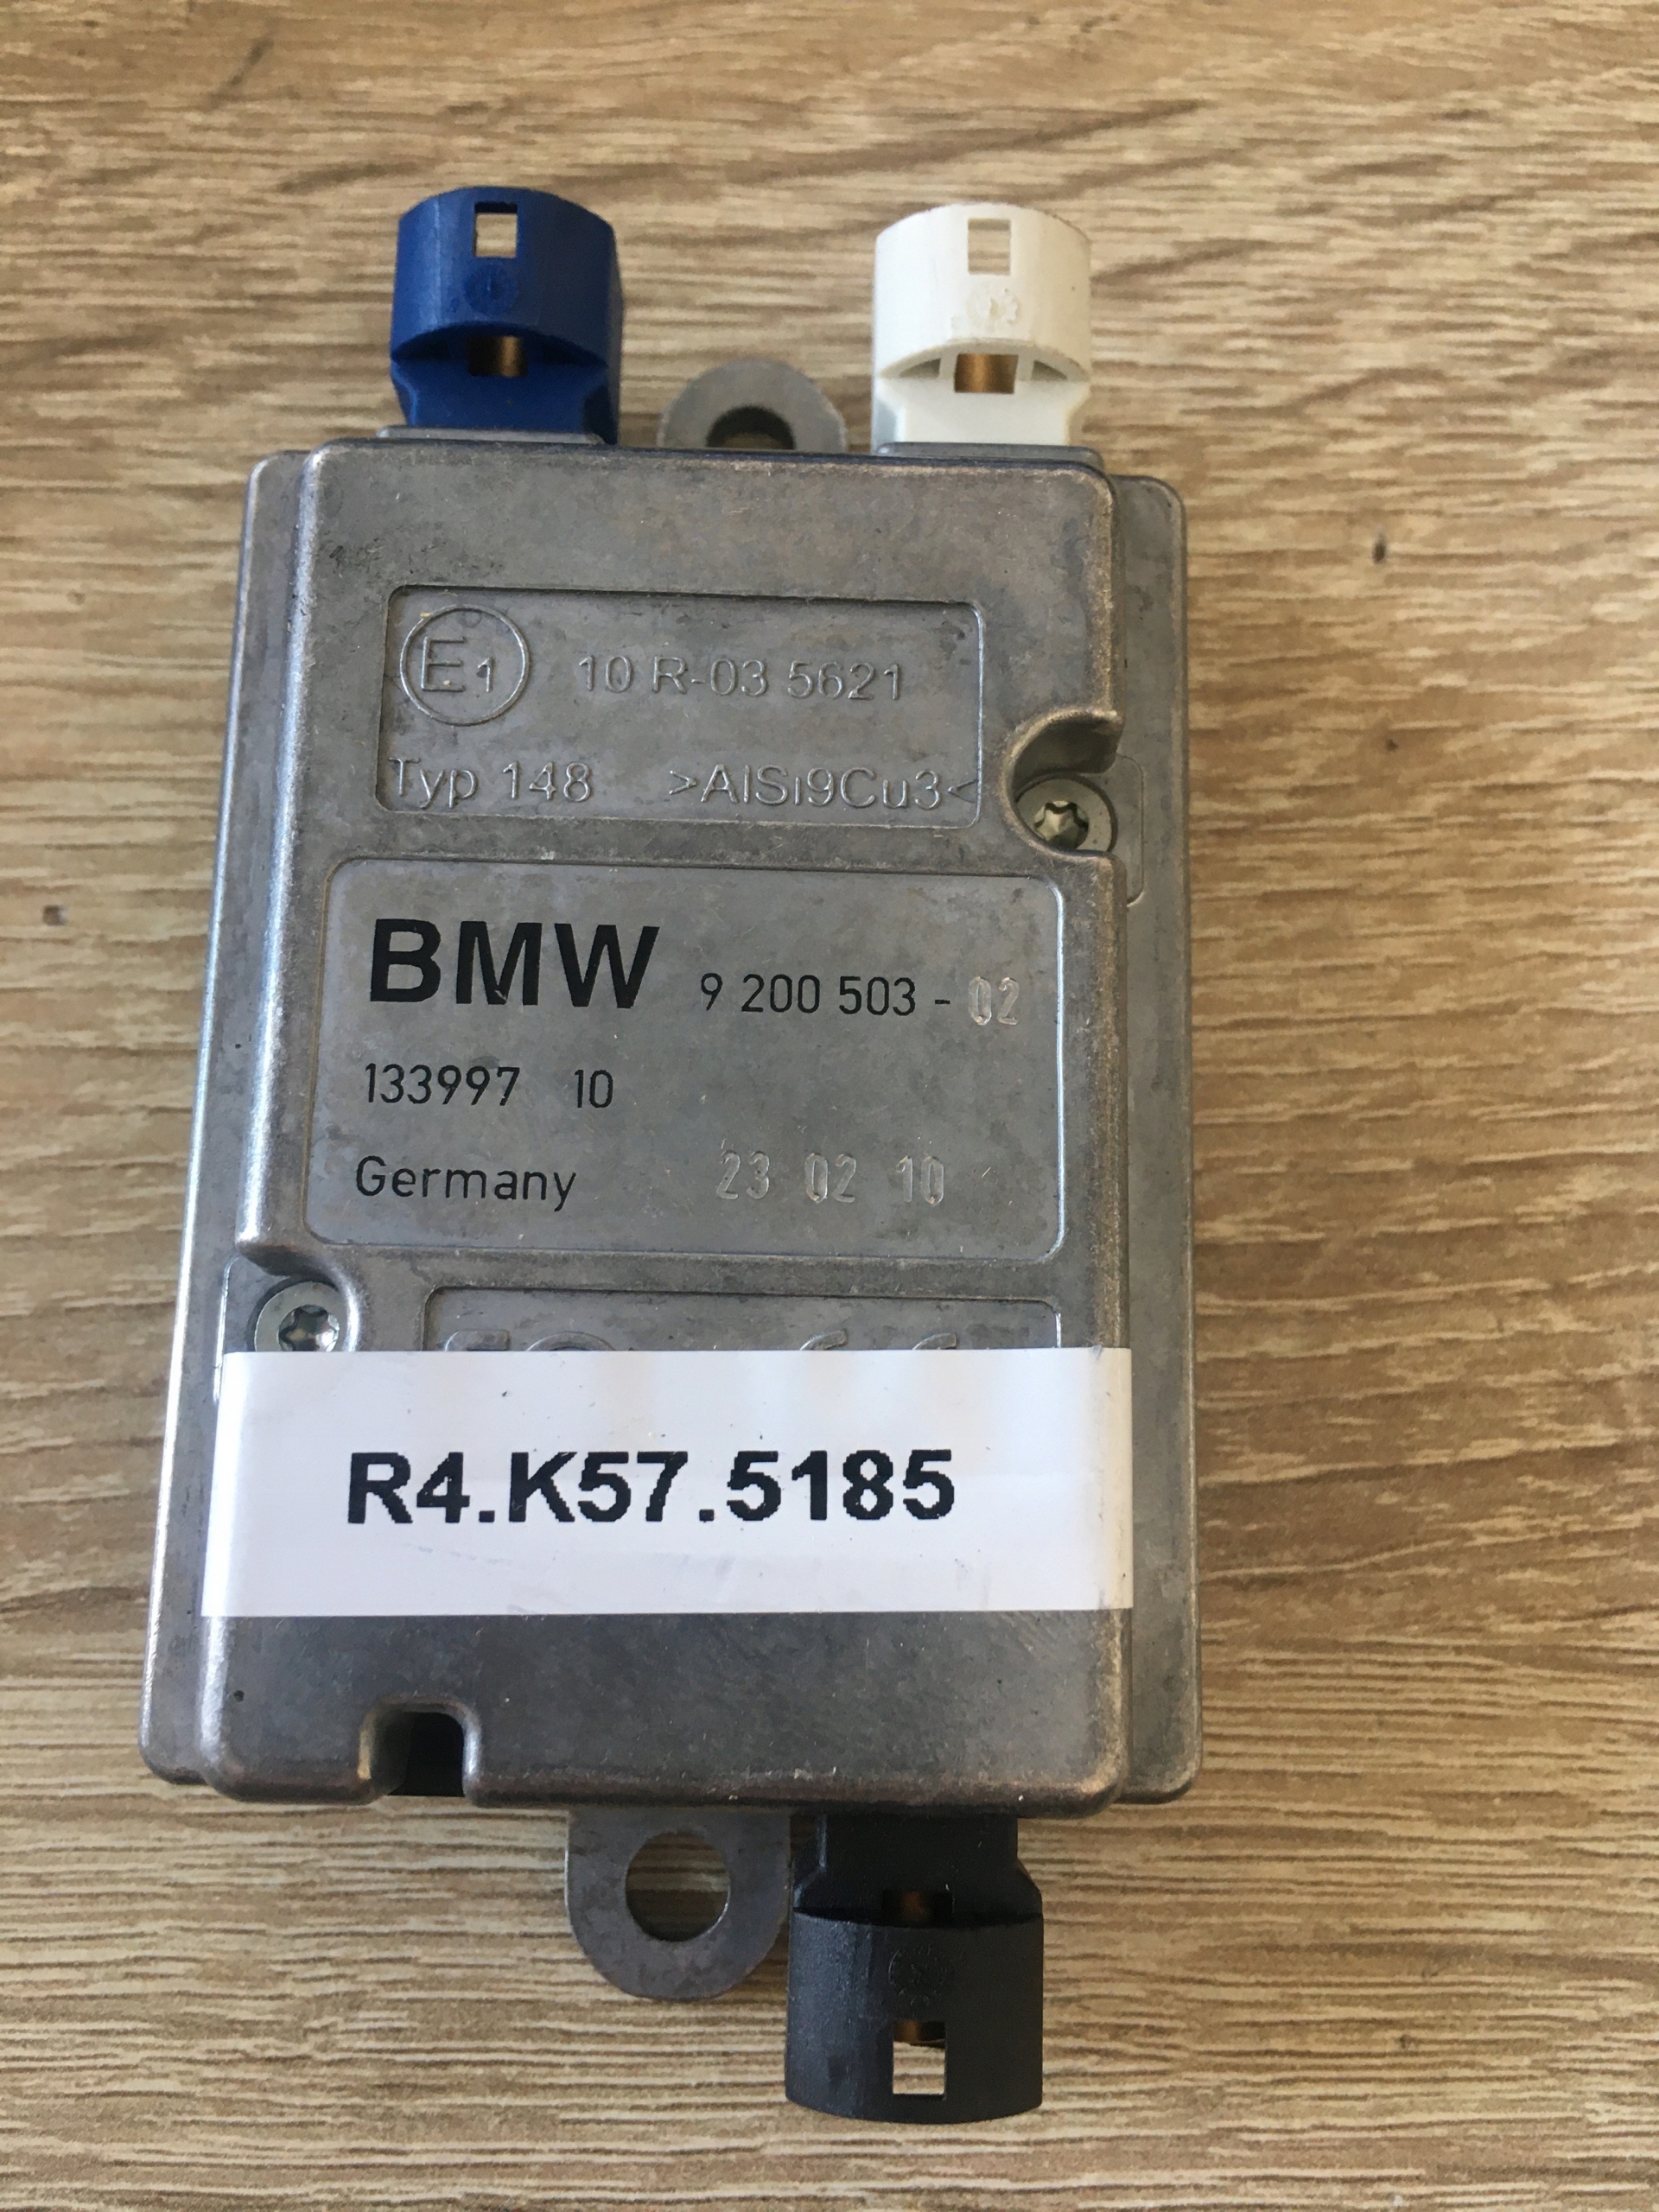 E1 10 R-03 5621
Typ 148 >AlSi9Cu3<
BMW 9 200 503 - 02
133997 10
Germany 23 02 10
R4.K57.5185